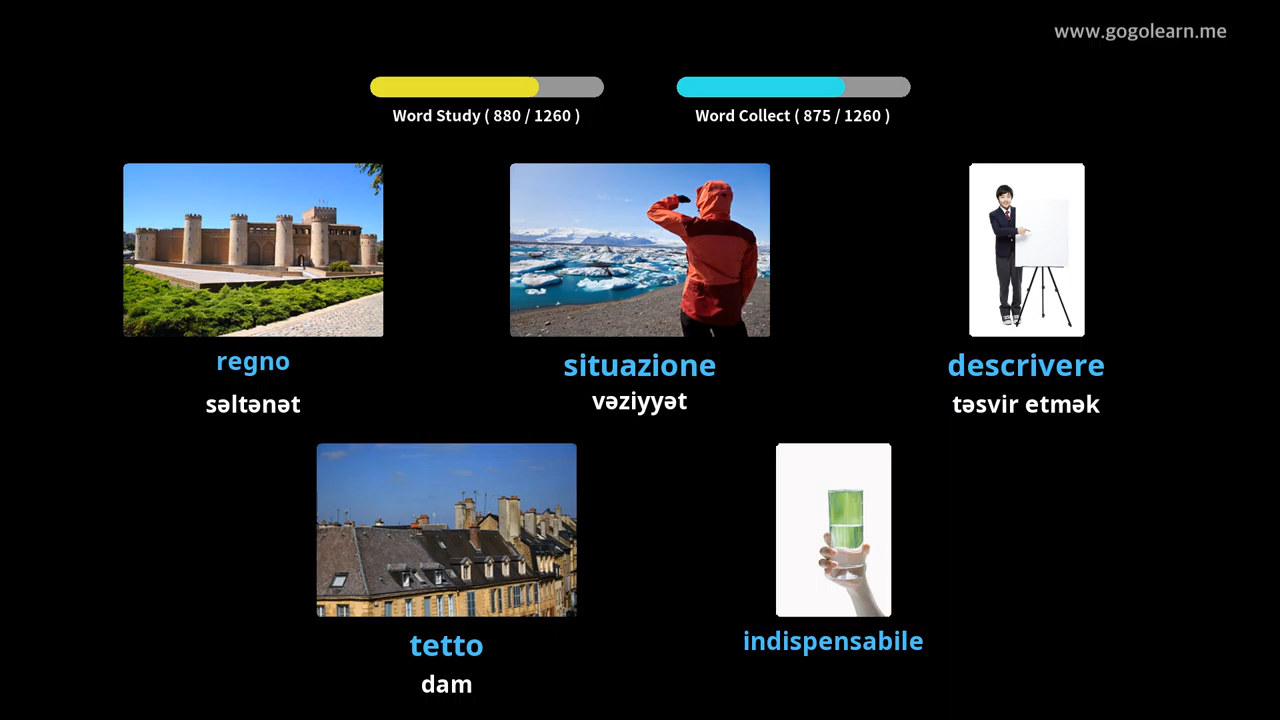 www.gogolearn.me
Word Study ( 880 / 1260 )
Word Collect ( 875 / 1260 )
regno
səltənət
situazione
vəziyyət
descrivere
təsvir etmək
tetto
dam
indispensabile